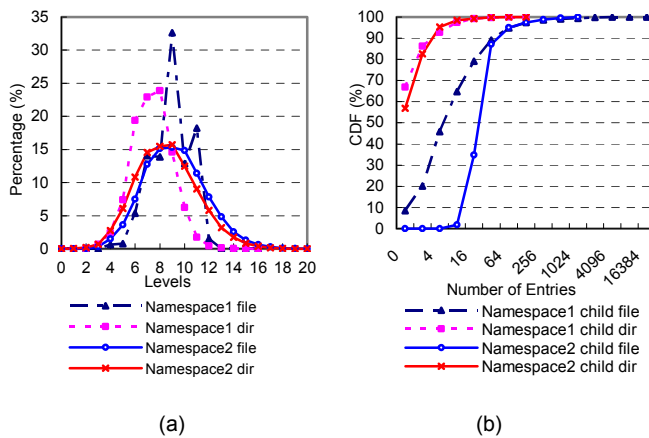 35
30
25
20
15
10
5
0
Percentage (%)
0 2 4 6 8 10 12 14 16 18 20
Levels
Namespace1 file
Namespace1 dir
Namespace2 file
Namespace2 dir
(a)
100
90
80
70
60
50
40
30
20
10
0
CDF (%)
0 4 16 64 256 1024 4096 16384
Number of Entries
Namespace1 child file
Namespace1 child dir
Namespace2 child file
Namespace2 child dir
(b)